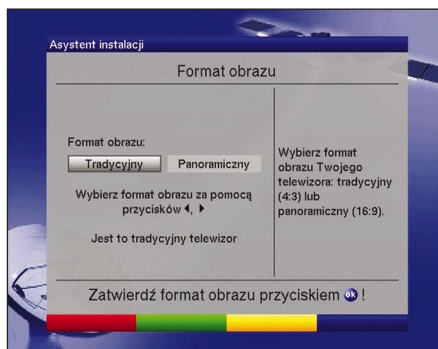 Asystent instalacji
Format obrazu
Format obrazu:
Tradycyjny Panoramiczny
Wybierz format obrazu za pomocą
przycisków ◀, ▶
Jest to tradycyjny telewizor
Wybierz format
obrazu Twojego
telewizora: tradycyjny
(4:3) lub
panoramiczny (16:9).
Zatwierdź format obrazu przyciskiem ok !